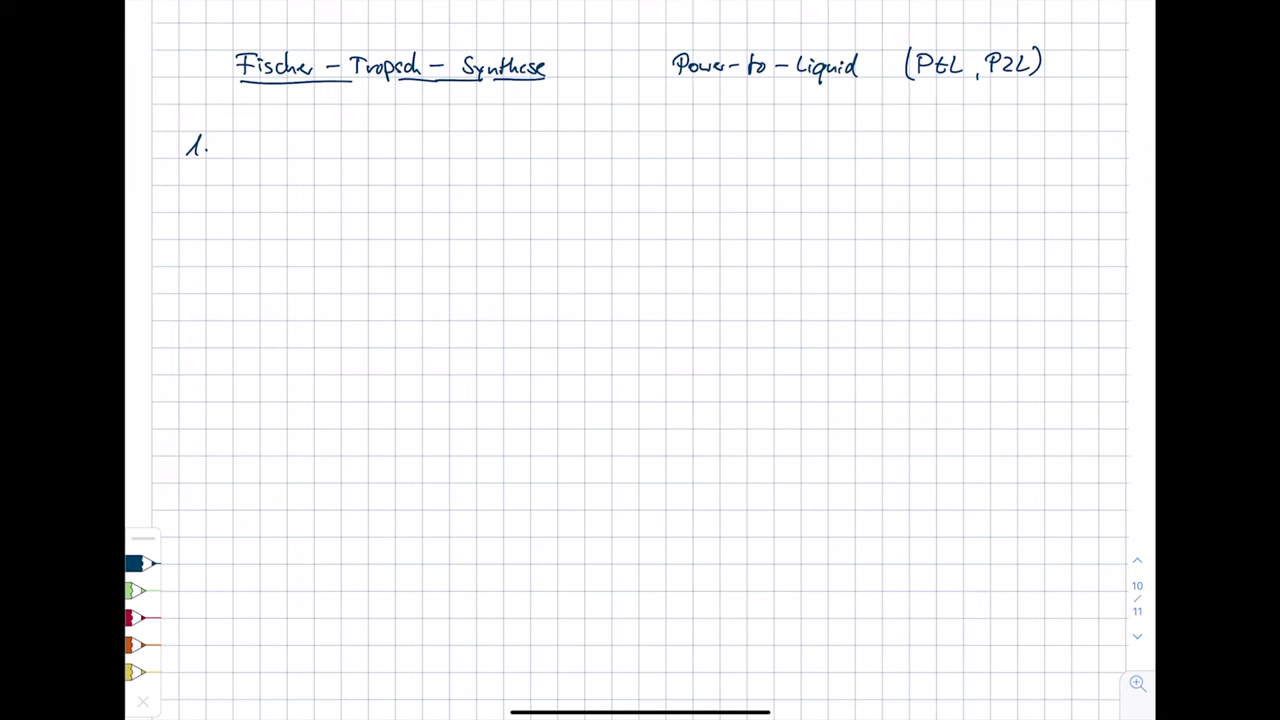 Fischer-Tropsch-Synthese Power-to-Liquid (PtL, P2L)
1.
10
/
11